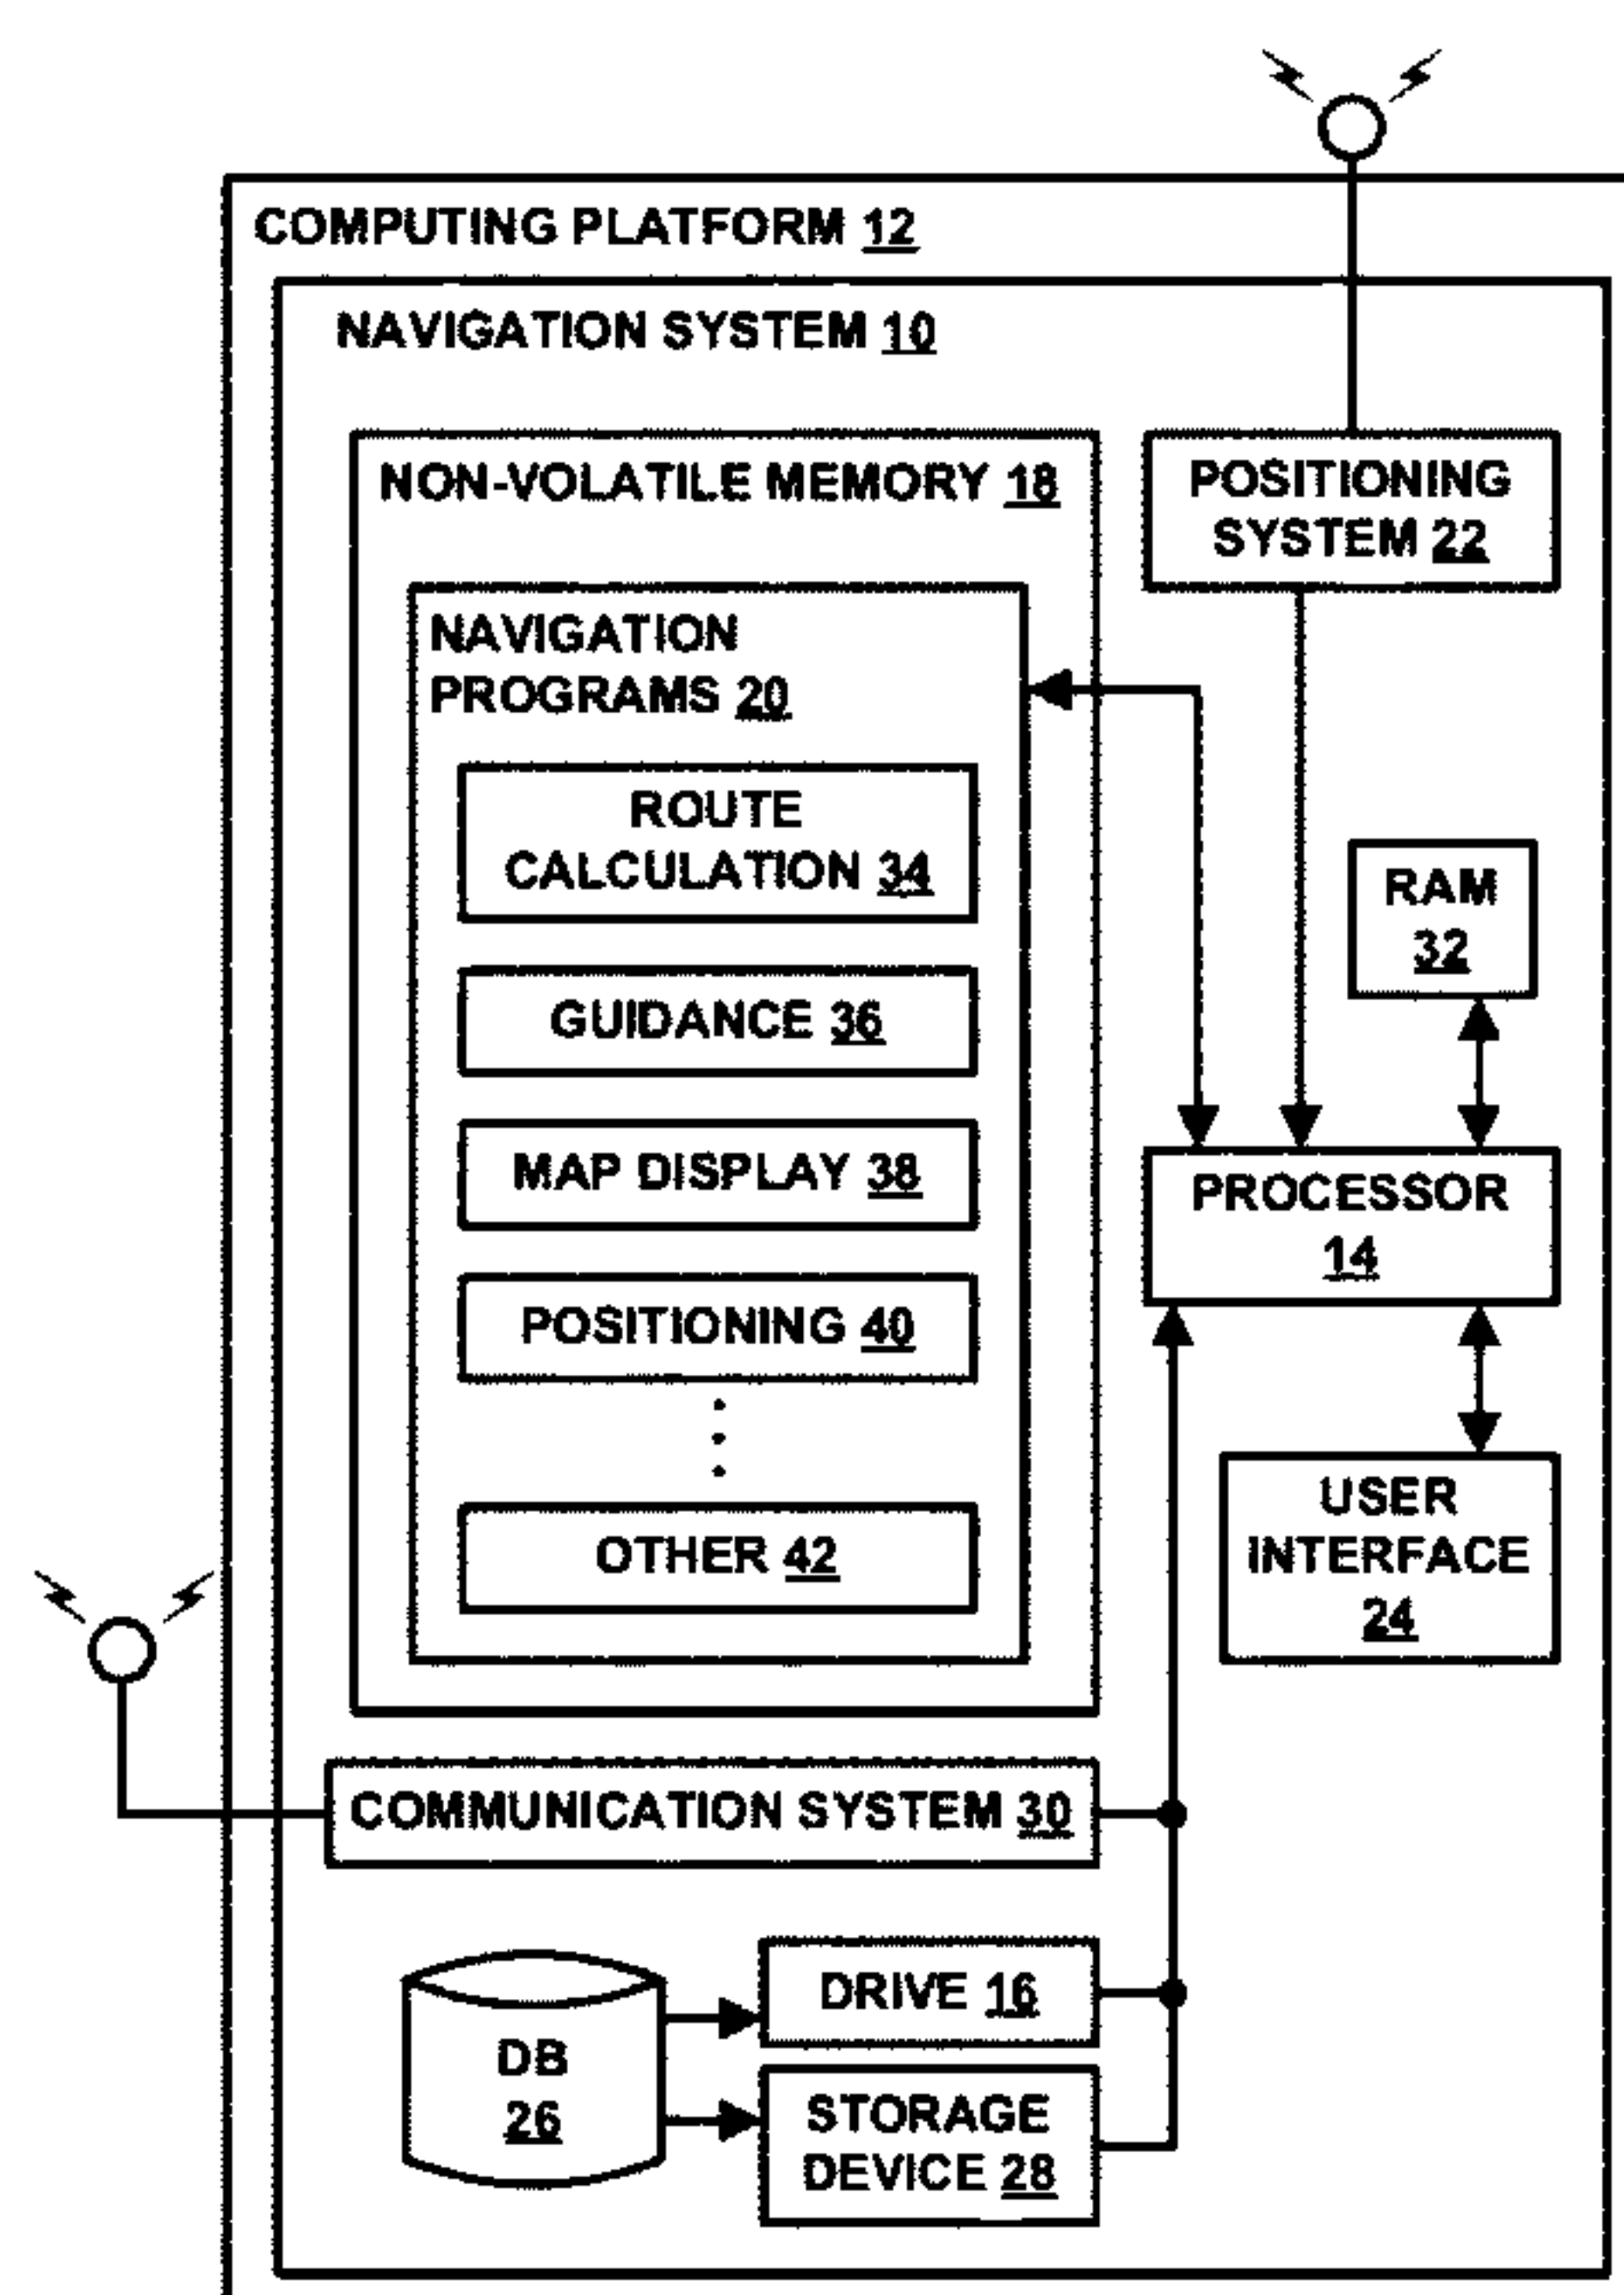 COMPUTING PLATFORM 12
NAVIGATION SYSTEM 10
NON-VOLATILE MEMORY 18
POSITIONING
SYSTEM 22
NAVIGATION
PROGRAMS 20
ROUTE
CALCULATION 34
RAM
32
GUIDANCE 36
MAP DISPLAY 38
PROCESSOR
14
POSITIONING 40
USER
INTERFACE
24
OTHER 42
COMMUNICATION SYSTEM 30
DRIVE 16
DB
26
STORAGE
DEVICE 28